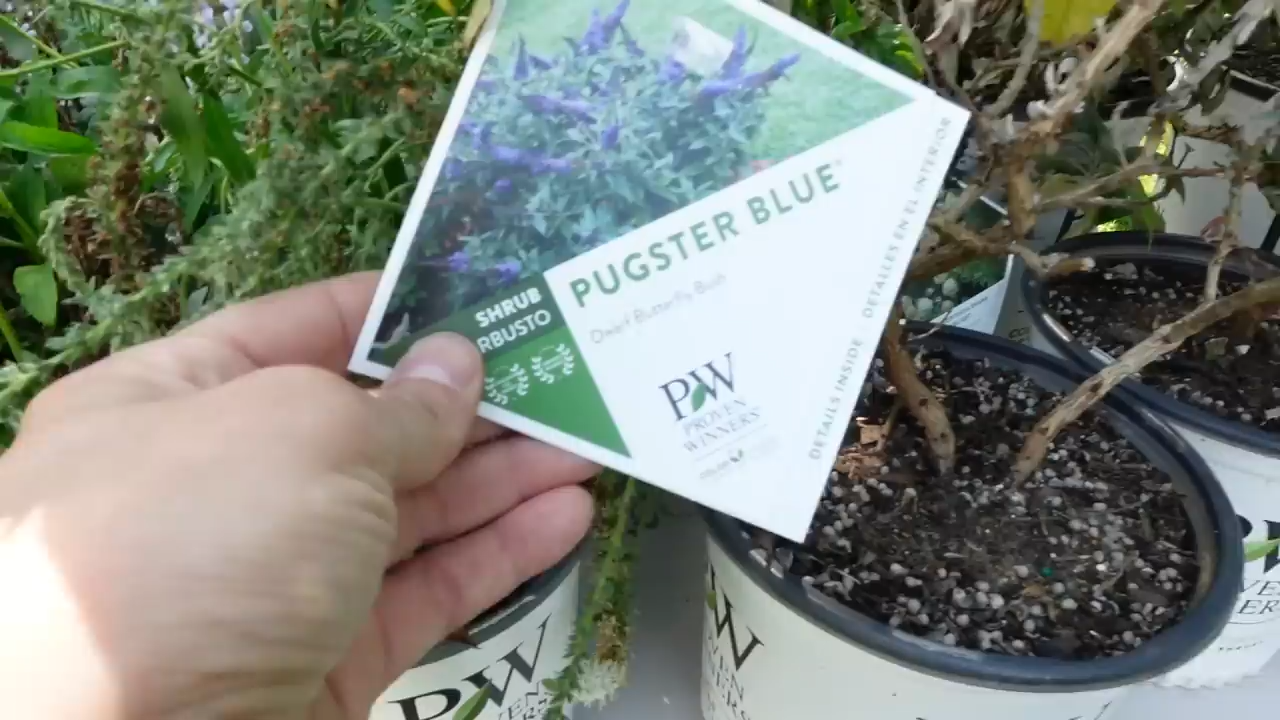 PUGSTER BLUE®
Dwarf Butterfly Bush
SHRUB
RBUSTO
PW
PROVEN
WINNERS
DETAILS INSIDE · DETALLES EN EL INTERIOR
PW
PW